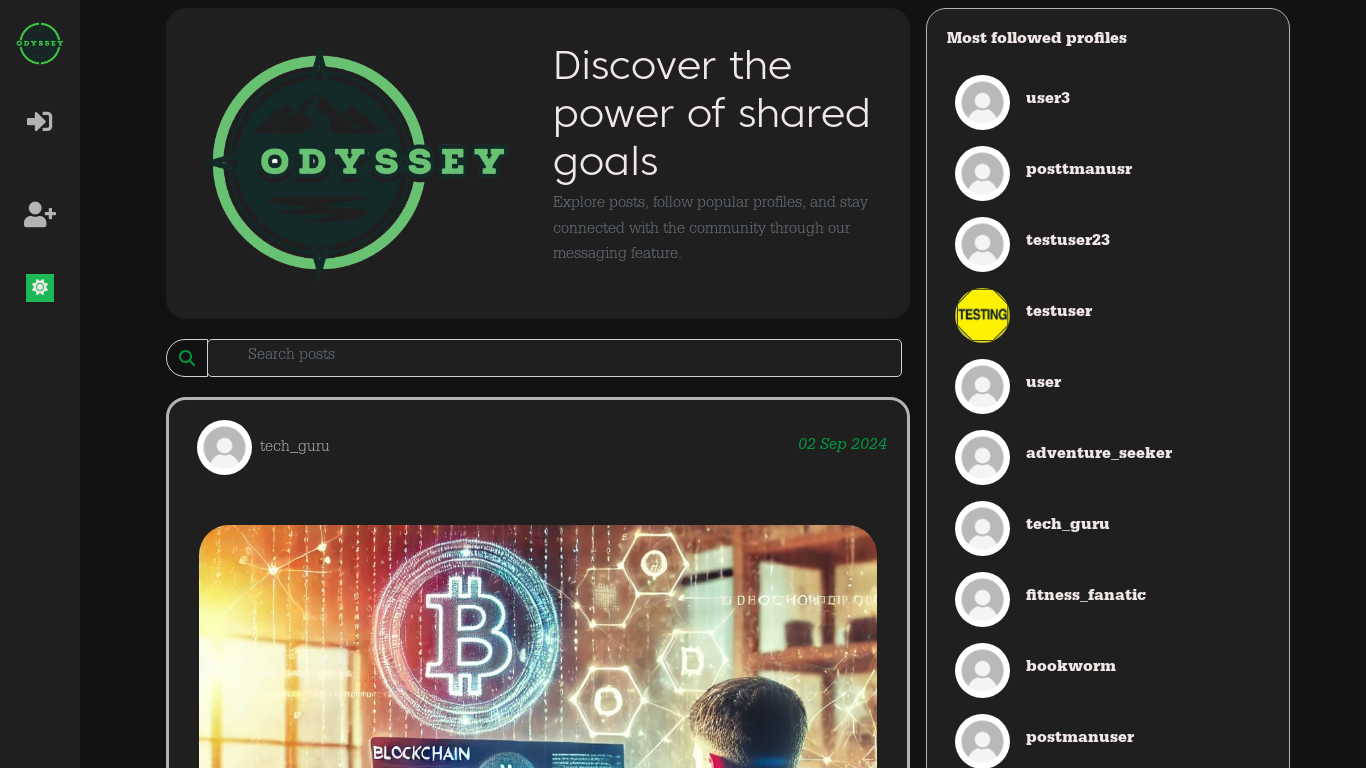 ODYSSEY
ODYSSEY
Discover the
power of shared
goals
Explore posts, follow popular profiles, and stay
connected with the community through our
messaging feature.
Search posts
tech_guru
02 Sep 2024
BLOCKCHAIN
Most followed profiles
user3
posttmanusr
testuser23
TESTING
testuser
user
adventure_seeker
tech_guru
fitness_fanatic
bookworm
postmanuser